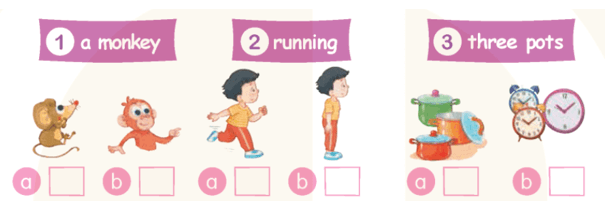 1 a monkey
2 running
3 three pots
a b a b a b